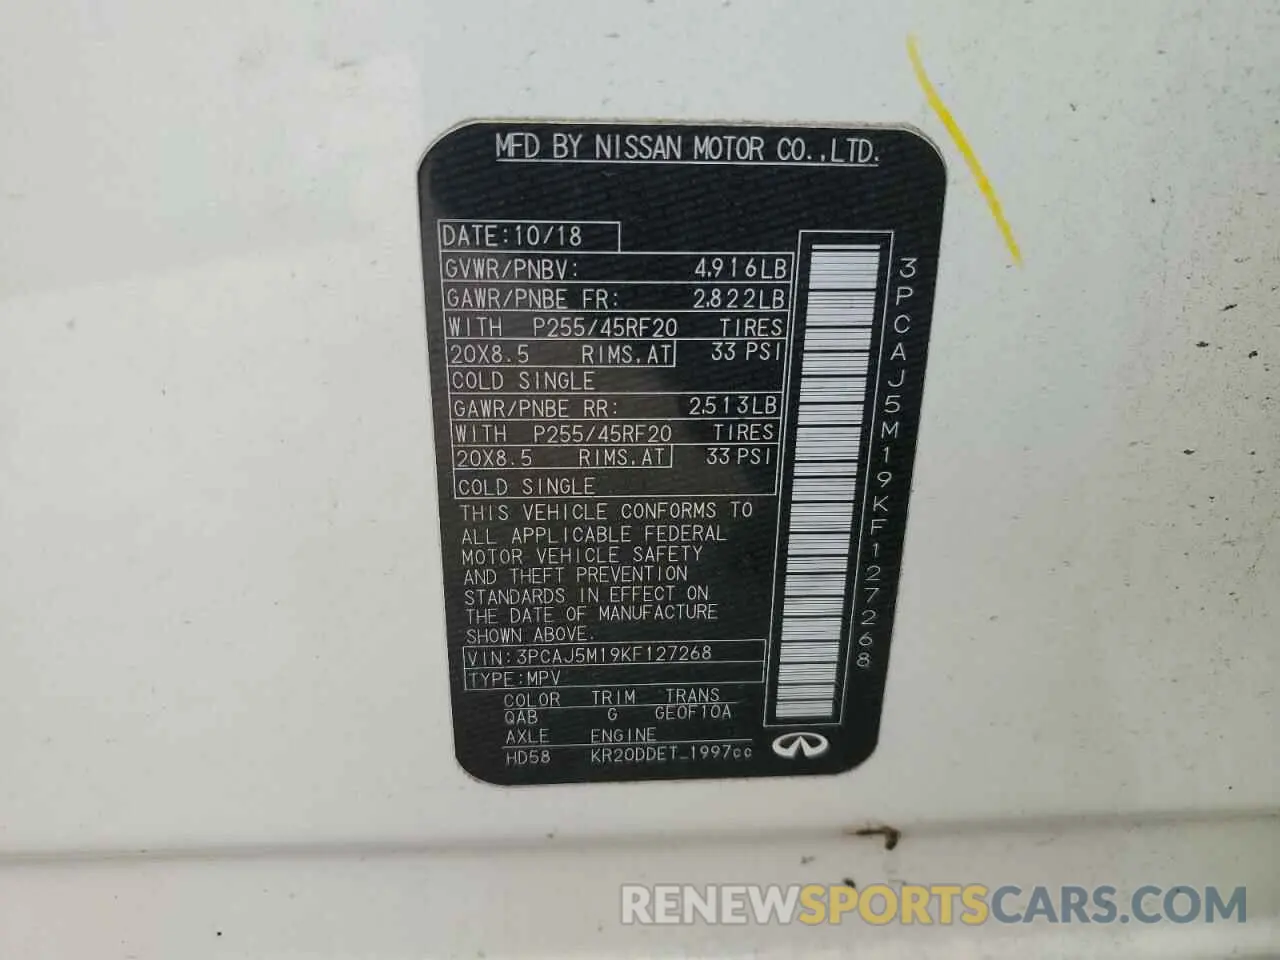 MFD BY NISSAN MOTOR CO.,LTD.
DATE:10/18
GVWR/PNBV: 4,916LB
GAWR/PNBE FR: 2,822LB
WITH P255/45RF20 TIRES
20X8.5 RIMS,AT 33 PSI
COLD SINGLE
GAWR/PNBE RR: 2,513LB
WITH P255/45RF20 TIRES
20X8.5 RIMS,AT 33 PSI
COLD SINGLE
THIS VEHICLE CONFORMS TO
ALL APPLICABLE FEDERAL
MOTOR VEHICLE SAFETY
AND THEFT PREVENTION
STANDARDS IN EFFECT ON
THE DATE OF MANUFACTURE
SHOWN ABOVE.
VIN:3PCAJ5M19KF127268
TYPE:MPV
COLOR TRIM TRANS
QAB G GE0F10A
AXLE ENGINE
HD58 KR20DDET_1997cc
3PCAJ5M19KF127268
RENEWSPORTSCARS.COM